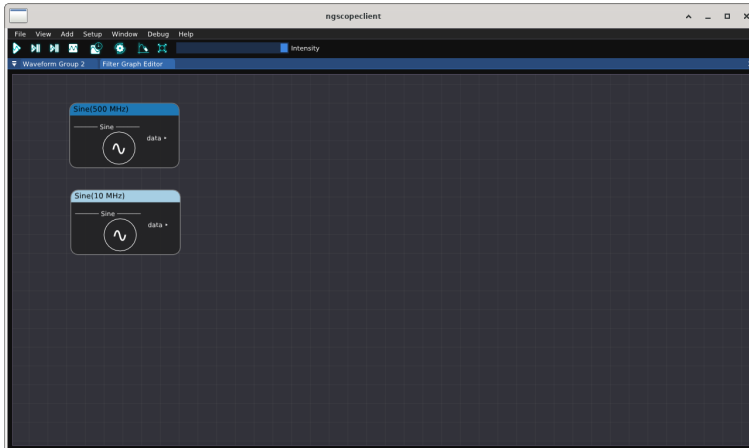 ngscopeclient
File View Add Setup Window Debug Help
Intensity
Waveform Group 2 Filter Graph Editor
Sine(500 MHz)
Sine
data
Sine(10 MHz)
Sine
data